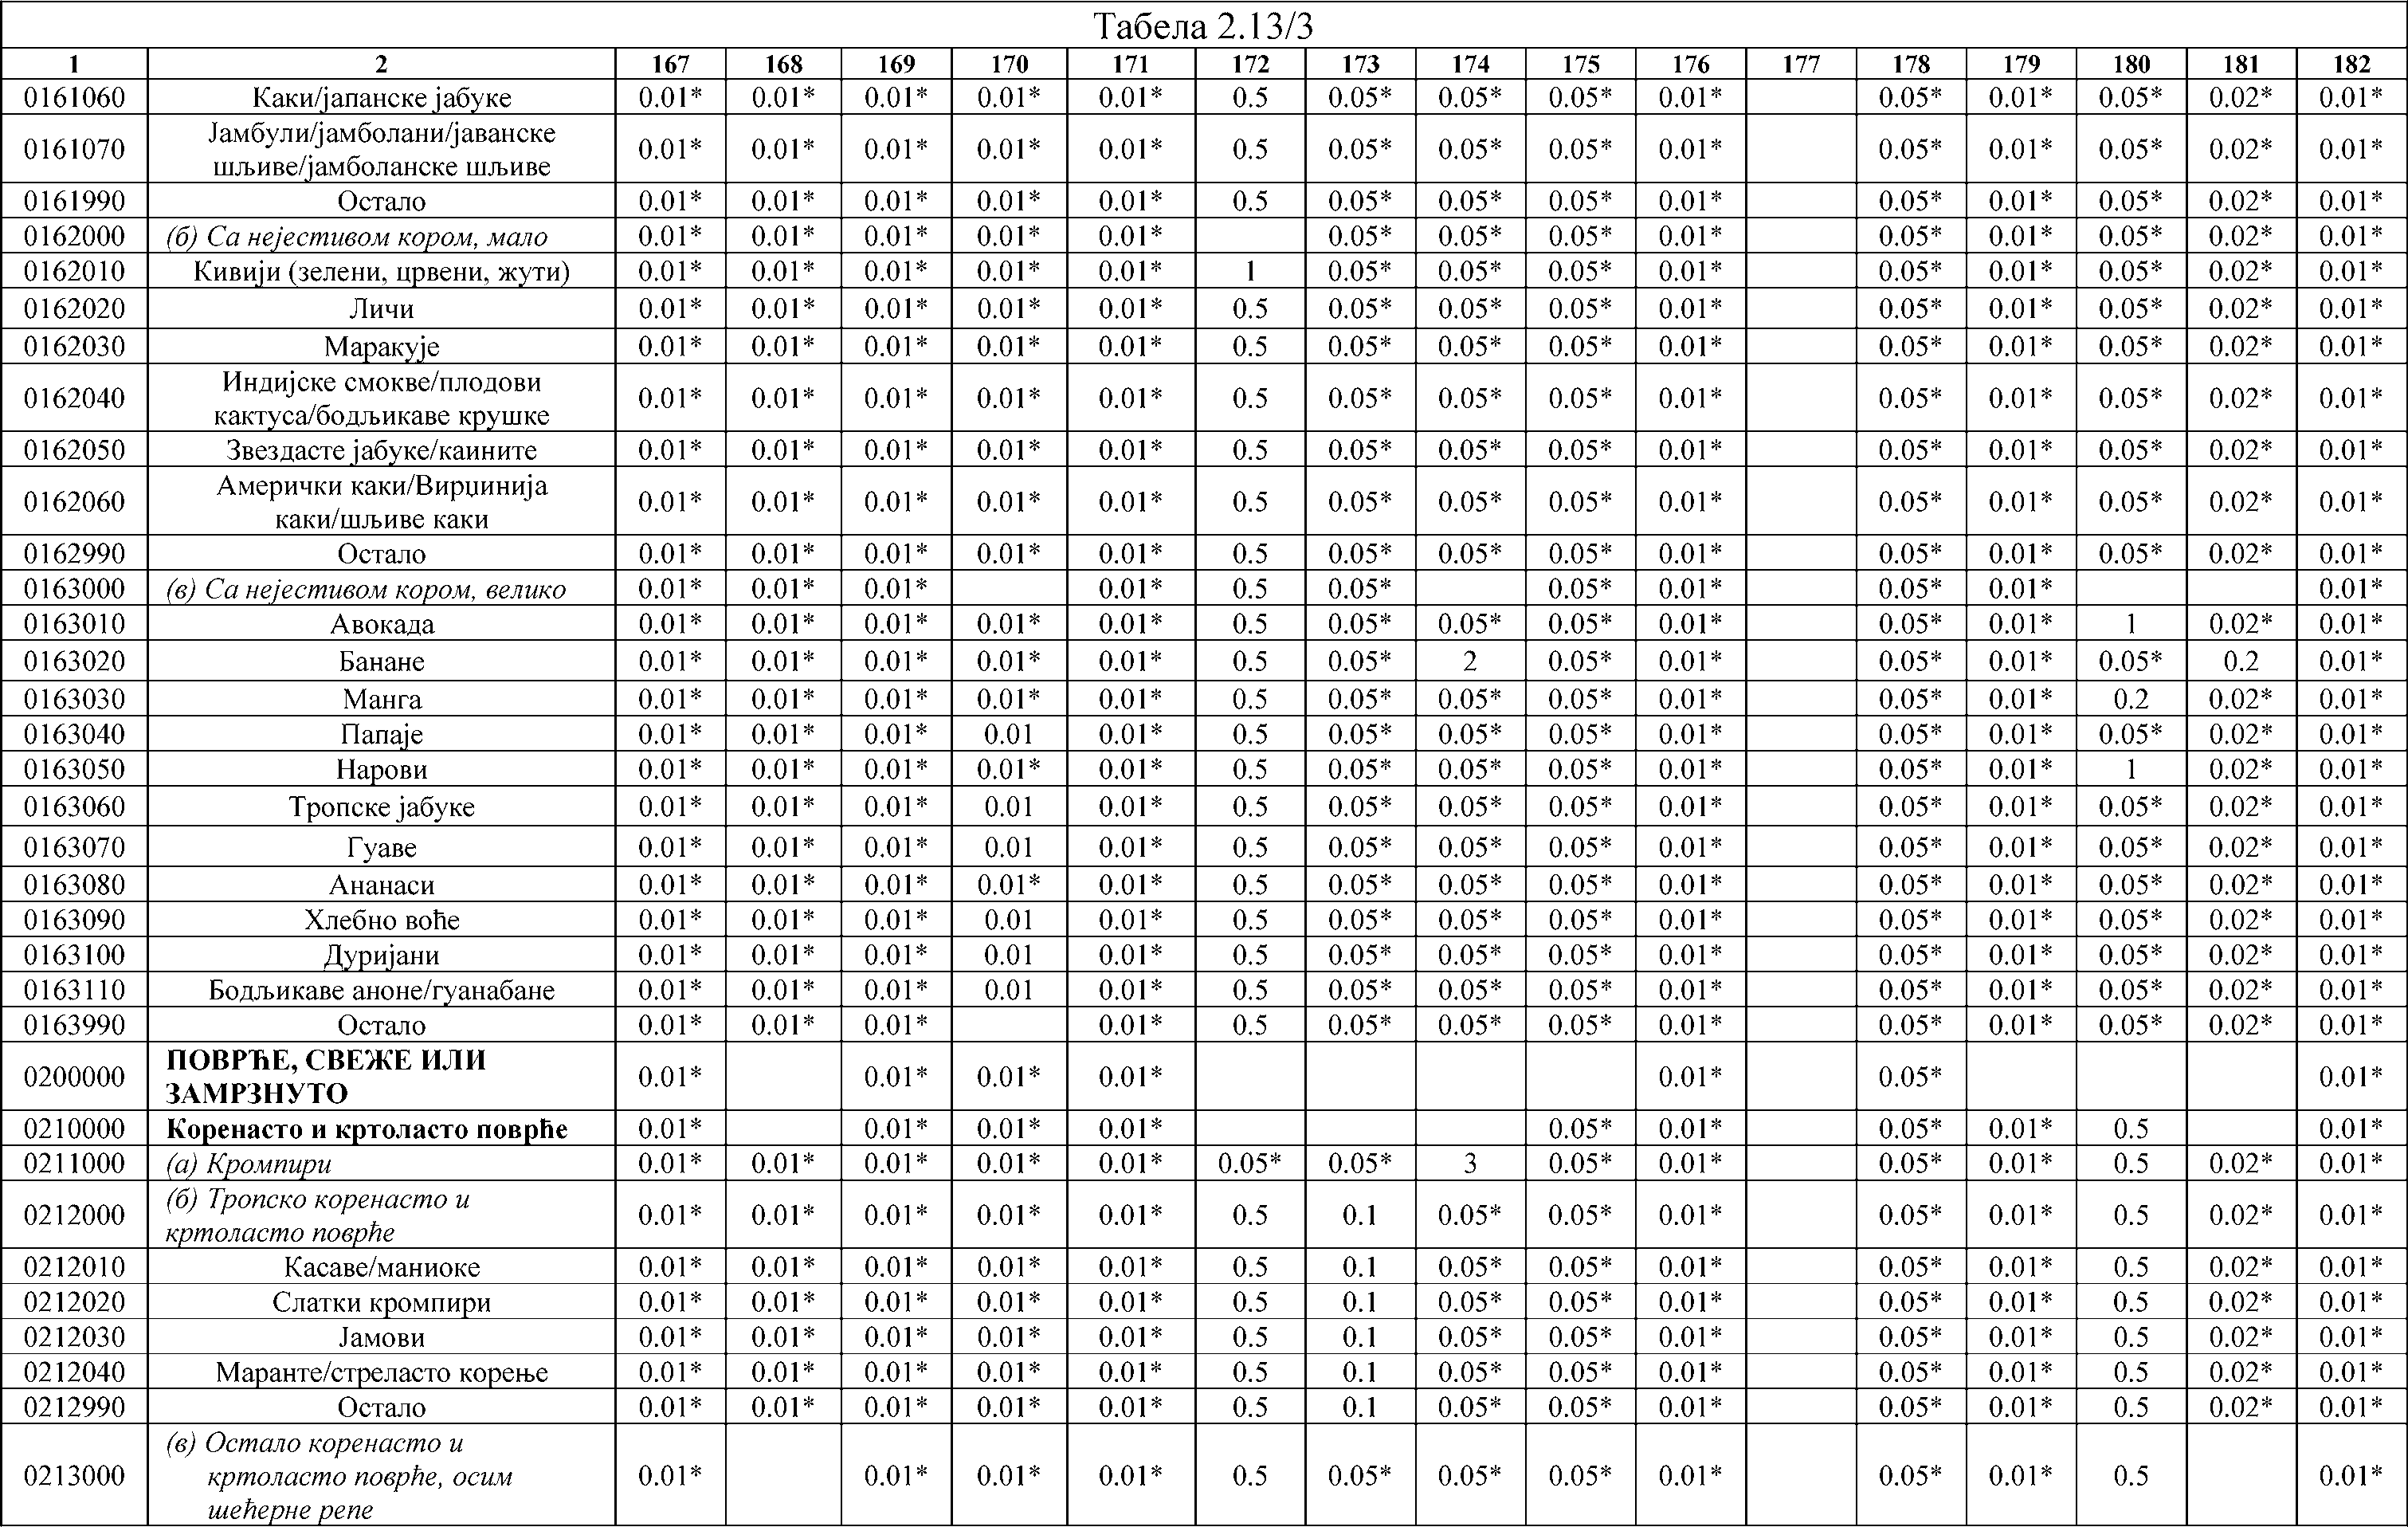 Табела 2.13/3
1 2 167 168 169 170 171 172 173 174 175 176 177 178 179 180 181 182
0161060 Каки/јапанске јабуке 0.01* 0.01* 0.01* 0.01* 0.01* 0.5 0.05* 0.05* 0.05* 0.01* 0.05* 0.01* 0.05* 0.02* 0.01*
0161070 Јамбули/јамболани/јаванске
шљиве/јамболанске шљиве 0.01* 0.01* 0.01* 0.01* 0.01* 0.5 0.05* 0.05* 0.05* 0.01* 0.05* 0.01* 0.05* 0.02* 0.01*
0161990 Остало 0.01* 0.01* 0.01* 0.01* 0.01* 0.5 0.05* 0.05* 0.05* 0.01* 0.05* 0.01* 0.05* 0.02* 0.01*
0162000 (б) Са нејестивом кором, мало 0.01* 0.01* 0.01* 0.01* 0.01* 0.05* 0.05* 0.05* 0.01* 0.05* 0.01* 0.05* 0.02* 0.01*
0162010 Кивији (зелени, црвени, жути) 0.01* 0.01* 0.01* 0.01* 0.01* 1 0.05* 0.05* 0.05* 0.01* 0.05* 0.01* 0.05* 0.02* 0.01*
0162020 Личи 0.01* 0.01* 0.01* 0.01* 0.01* 0.5 0.05* 0.05* 0.05* 0.01* 0.05* 0.01* 0.05* 0.02* 0.01*
0162030 Маракује 0.01* 0.01* 0.01* 0.01* 0.01* 0.5 0.05* 0.05* 0.05* 0.01* 0.05* 0.01* 0.05* 0.02* 0.01*
0162040 Индијске смокве/плодови
кактуса/бодљикаве крушке 0.01* 0.01* 0.01* 0.01* 0.01* 0.5 0.05* 0.05* 0.05* 0.01* 0.05* 0.01* 0.05* 0.02* 0.01*
0162050 Звездасте јабуке/каините 0.01* 0.01* 0.01* 0.01* 0.01* 0.5 0.05* 0.05* 0.05* 0.01* 0.05* 0.01* 0.05* 0.02* 0.01*
0162060 Амерички каки/Вирџинија
каки/шљиве каки 0.01* 0.01* 0.01* 0.01* 0.01* 0.5 0.05* 0.05* 0.05* 0.01* 0.05* 0.01* 0.05* 0.02* 0.01*
0162990 Остало 0.01* 0.01* 0.01* 0.01* 0.01* 0.5 0.05* 0.05* 0.05* 0.01* 0.05* 0.01* 0.05* 0.02* 0.01*
0163000 (в) Са нејестивом кором, велико 0.01* 0.01* 0.01* 0.01* 0.5 0.05* 0.05* 0.01* 0.05* 0.01* 0.01*
0163010 Авокада 0.01* 0.01* 0.01* 0.01* 0.01* 0.5 0.05* 0.05* 0.05* 0.01* 0.05* 0.01* 1 0.02* 0.01*
0163020 Банане 0.01* 0.01* 0.01* 0.01* 0.01* 0.5 0.05* 2 0.05* 0.01* 0.05* 0.01* 0.05* 0.2 0.01*
0163030 Манга 0.01* 0.01* 0.01* 0.01* 0.01* 0.5 0.05* 0.05* 0.05* 0.01* 0.05* 0.01* 0.2 0.02* 0.01*
0163040 Папаје 0.01* 0.01* 0.01* 0.01 0.01* 0.5 0.05* 0.05* 0.05* 0.01* 0.05* 0.01* 0.05* 0.02* 0.01*
0163050 Нарови 0.01* 0.01* 0.01* 0.01* 0.01* 0.5 0.05* 0.05* 0.05* 0.01* 0.05* 0.01* 1 0.02* 0.01*
0163060 Тропске јабуке 0.01* 0.01* 0.01* 0.01 0.01* 0.5 0.05* 0.05* 0.05* 0.01* 0.05* 0.01* 0.05* 0.02* 0.01*
0163070 Гуаве 0.01* 0.01* 0.01* 0.01 0.01* 0.5 0.05* 0.05* 0.05* 0.01* 0.05* 0.01* 0.05* 0.02* 0.01*
0163080 Ананаси 0.01* 0.01* 0.01* 0.01* 0.01* 0.5 0.05* 0.05* 0.05* 0.01* 0.05* 0.01* 0.05* 0.02* 0.01*
0163090 Хлебно воће 0.01* 0.01* 0.01* 0.01 0.01* 0.5 0.05* 0.05* 0.05* 0.01* 0.05* 0.01* 0.05* 0.02* 0.01*
0163100 Дуријани 0.01* 0.01* 0.01* 0.01 0.01* 0.5 0.05* 0.05* 0.05* 0.01* 0.05* 0.01* 0.05* 0.02* 0.01*
0163110 Бодљикаве аноне/гуанабане 0.01* 0.01* 0.01* 0.01 0.01* 0.5 0.05* 0.05* 0.05* 0.01* 0.05* 0.01* 0.05* 0.02* 0.01*
0163990 Остало 0.01* 0.01* 0.01* 0.01* 0.5 0.05* 0.05* 0.05* 0.01* 0.05* 0.01* 0.05* 0.02* 0.01*
0200000 ПОВРЋЕ, СВЕЖЕ ИЛИ
ЗАМРЗНУТО 0.01* 0.01* 0.01* 0.01* 0.01* 0.05* 0.01*
0210000 Коренасто и кртоласто поврће 0.01* 0.01* 0.01* 0.01* 0.05* 0.01* 0.05* 0.01* 0.5 0.01*
0211000 (а) Кромпири 0.01* 0.01* 0.01* 0.01* 0.01* 0.05* 0.05* 3 0.05* 0.01* 0.05* 0.01* 0.5 0.02* 0.01*
0212000 (б) Тропско коренасто и
кртоласто поврће 0.01* 0.01* 0.01* 0.01* 0.01* 0.5 0.1 0.05* 0.05* 0.01* 0.05* 0.01* 0.5 0.02* 0.01*
0212010 Касаве/маниоке 0.01* 0.01* 0.01* 0.01* 0.01* 0.5 0.1 0.05* 0.05* 0.01* 0.05* 0.01* 0.5 0.02* 0.01*
0212020 Слатки кромпири 0.01* 0.01* 0.01* 0.01* 0.01* 0.5 0.1 0.05* 0.05* 0.01* 0.05* 0.01* 0.5 0.02* 0.01*
0212030 Јамови 0.01* 0.01* 0.01* 0.01* 0.01* 0.5 0.1 0.05* 0.05* 0.01* 0.05* 0.01* 0.5 0.02* 0.01*
0212040 Маранте/стреласто корење 0.01* 0.01* 0.01* 0.01* 0.01* 0.5 0.1 0.05* 0.05* 0.01* 0.05* 0.01* 0.5 0.02* 0.01*
0212990 Остало 0.01* 0.01* 0.01* 0.01* 0.01* 0.5 0.1 0.05* 0.05* 0.01* 0.05* 0.01* 0.5 0.02* 0.01*
0213000 (в) Остало коренасто и
кртоласто поврће, осим
шећерне репе 0.01* 0.01* 0.01* 0.01* 0.5 0.05* 0.05* 0.05* 0.01* 0.05* 0.01* 0.5 0.01*